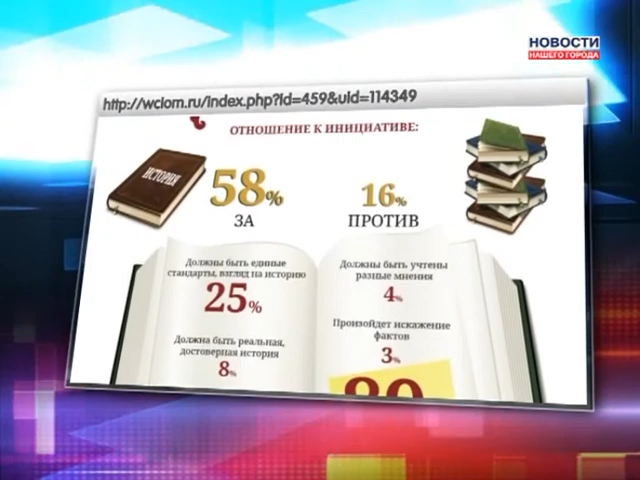 НОВОСТИ
НАШЕГО ГОРОДА
http://wciom.ru/index.php?id=459&uid=114349
ОТНОШЕНИЕ К ИНИЦИАТИВЕ:
ИСТОРИЯ
58%
ЗА
16%
ПРОТИВ
Должны быть единые
стандарты, взгляд на историю
25%
Должна быть реальная,
достоверная история
8%
Должны быть учтены
разные мнения
4%
Произойдет искажение
фактов
3%